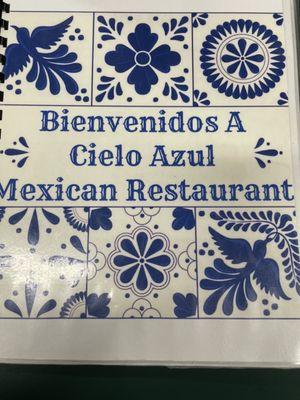 Bienvenidos A
Cielo Azul
Mexican Restaurant